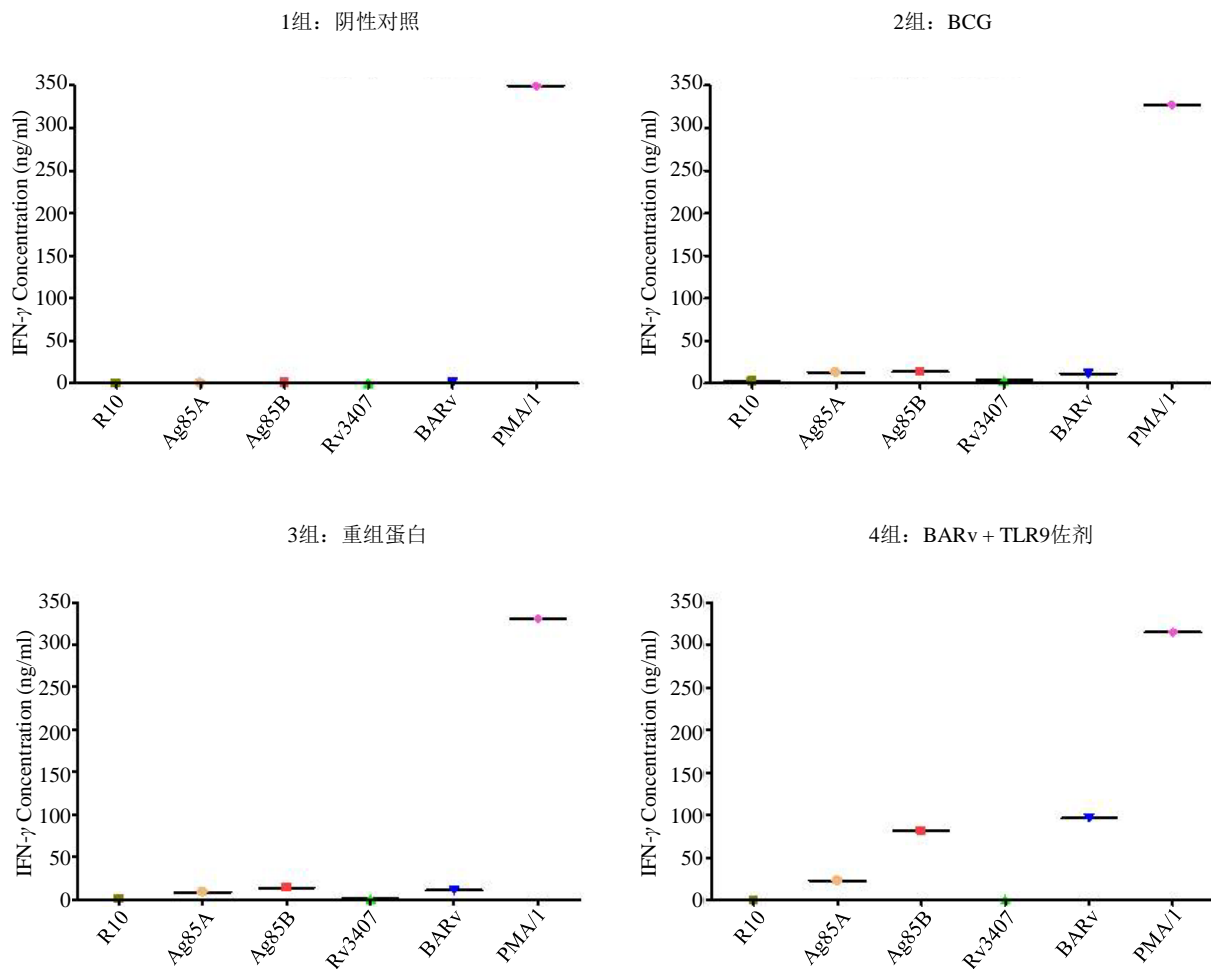 1组：阴性对照
IFN-γ Concentration (ng/ml)
350
300
250
200
150
100
50
0
R10
Ag85A
Ag85B
Rv3407
BARv
PMA/1
2组：BCG
IFN-γ Concentration (ng/ml)
350
300
250
200
150
100
50
0
R10
Ag85A
Ag85B
Rv3407
BARv
PMA/1
3组：重组蛋白
IFN-γ Concentration (ng/ml)
350
300
250
200
150
100
50
0
R10
Ag85A
Ag85B
Rv3407
BARv
PMA/1
4组：BARv + TLR9佐剂
IFN-γ Concentration (ng/ml)
350
300
250
200
150
100
50
0
R10
Ag85A
Ag85B
Rv3407
BARv
PMA/1